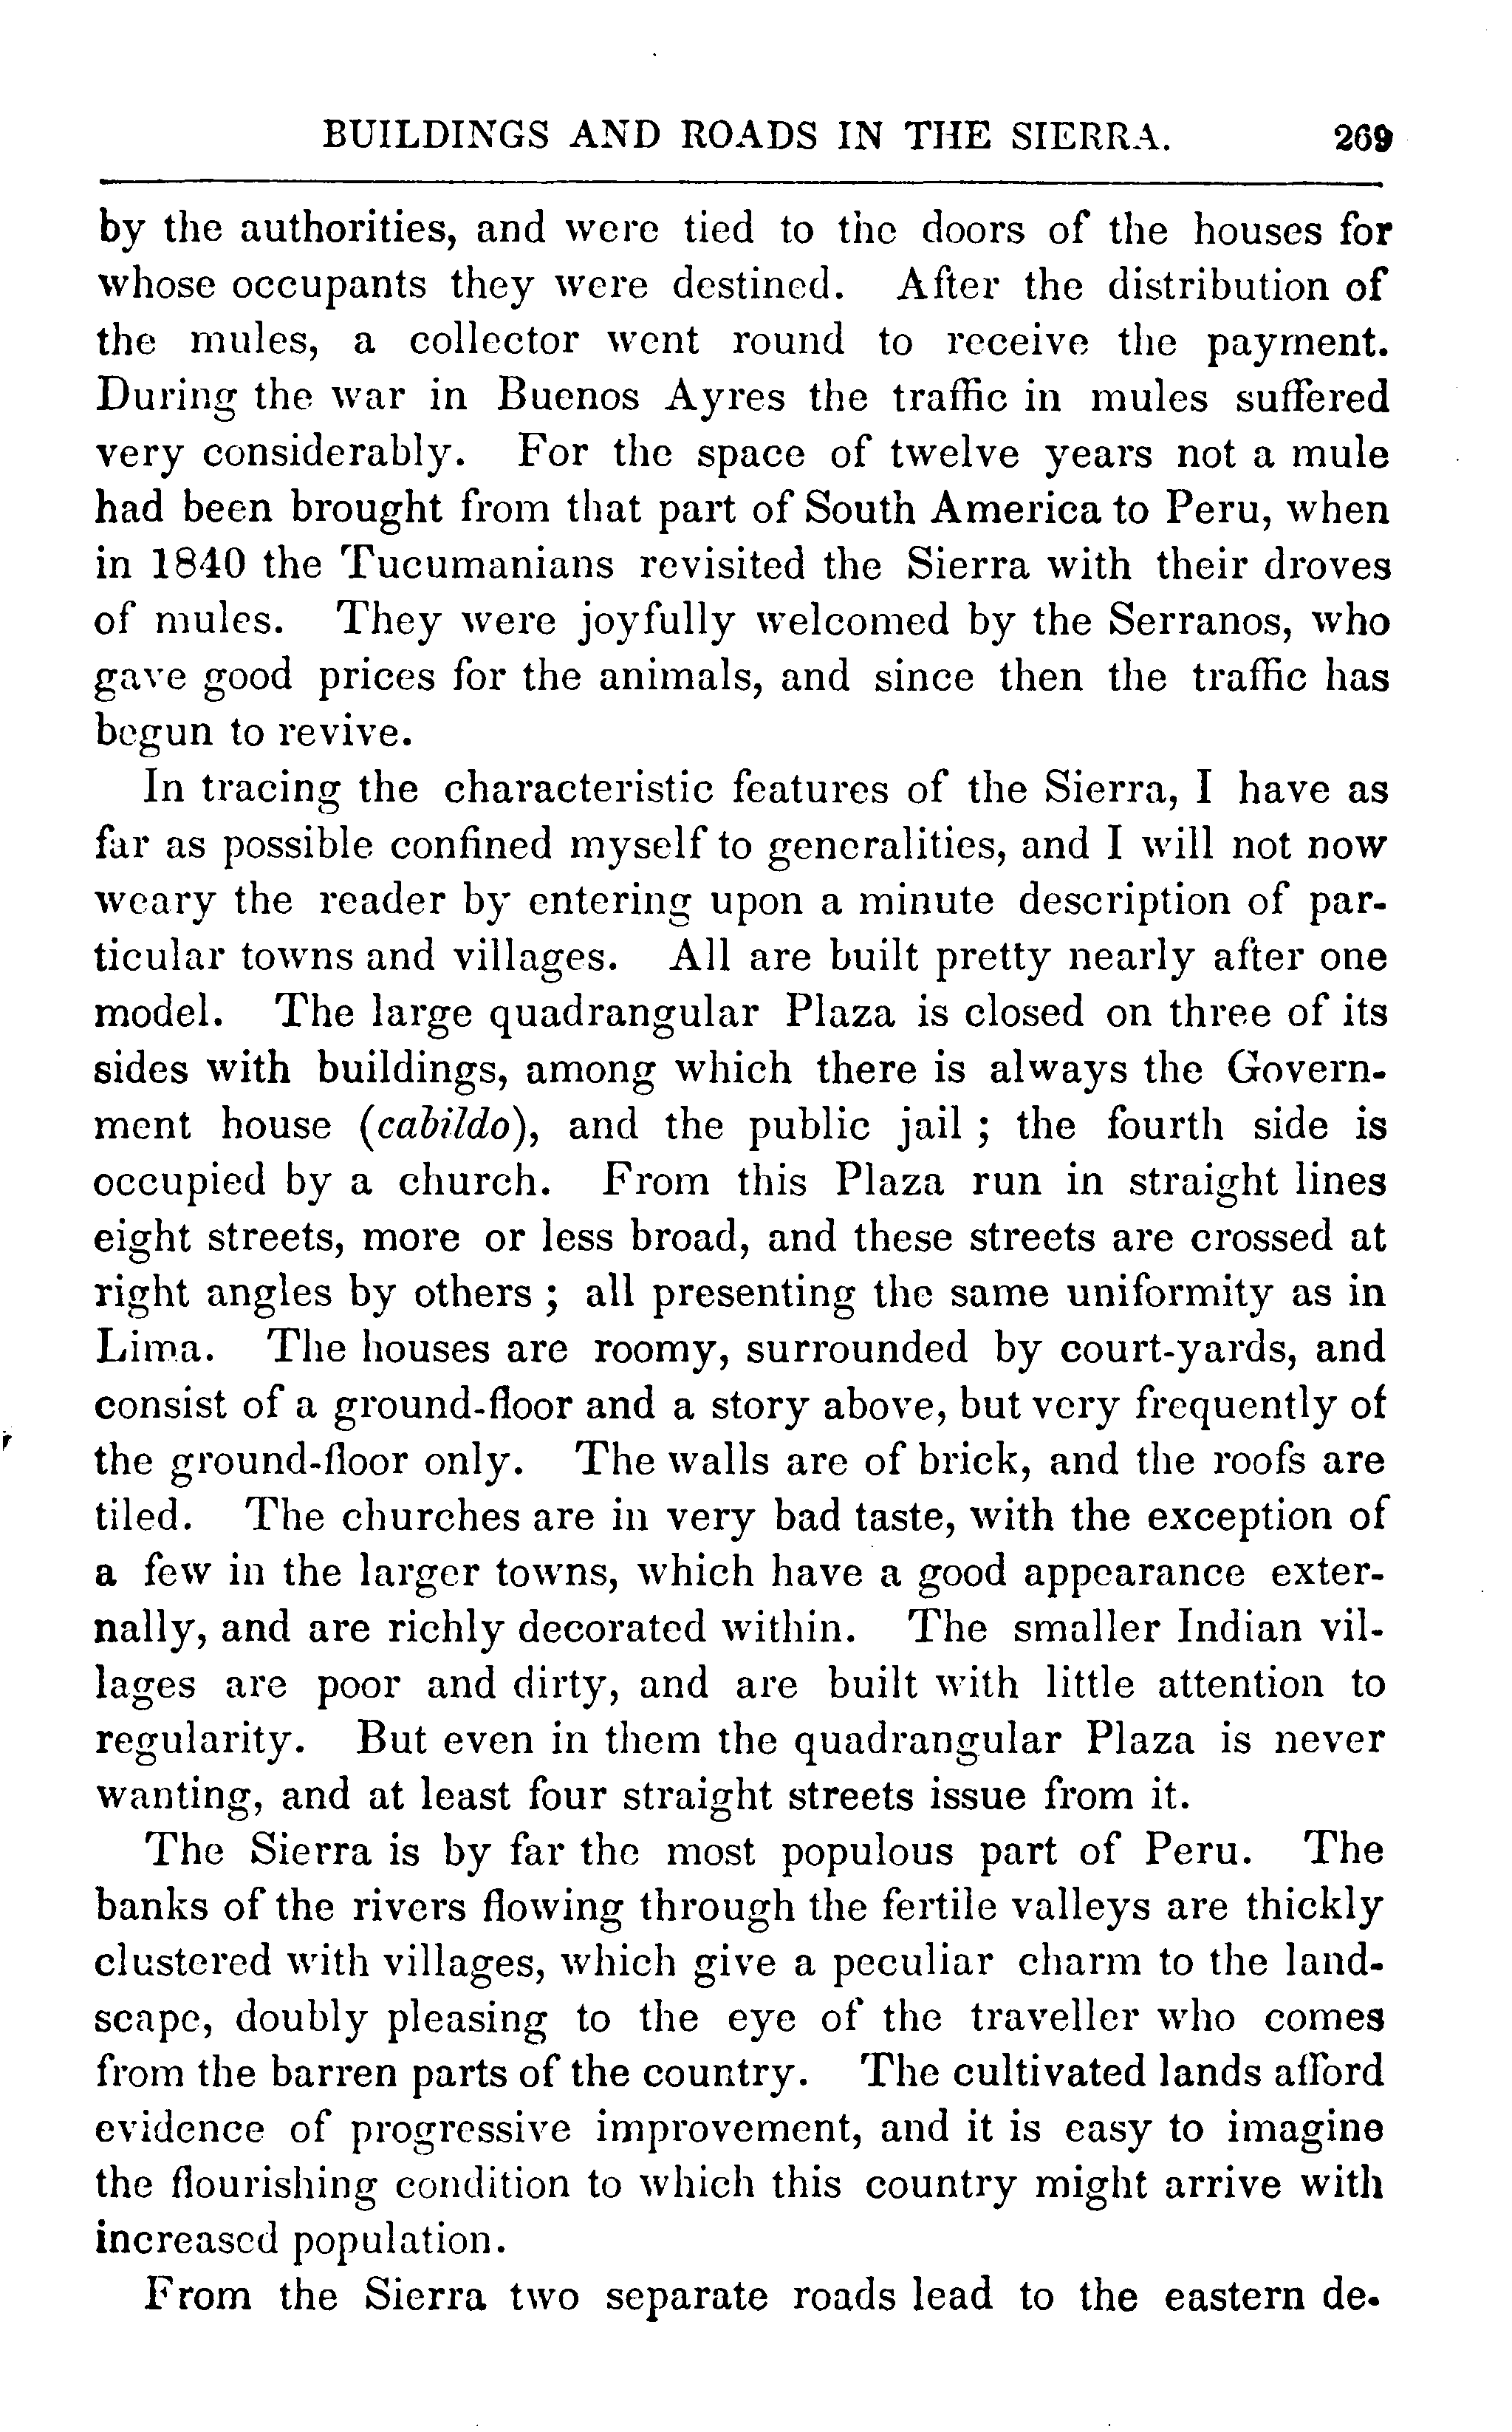 BUILDINGS AND ROADS IN THE SIERRA. 269
by the authorities, and were tied to the doors of the houses for
whose occupants they were destined. After the distribution of
the mules, a collector went round to receive the payment.
During the war in Buenos Ayres the traffic in mules suffered
very considerably. For the space of twelve years not a mule
had been brought from that part of South America to Peru, when
in 1840 the Tucumanians revisited the Sierra with their droves
of mules. They were joyfully welcomed by the Serranos, who
gave good prices for the animals, and since then the traffic has
begun to revive.
In tracing the characteristic features of the Sierra, I have as
far as possible confined myself to generalities, and I will not now
weary the reader by entering upon a minute description of par-
ticular towns and villages. All are built pretty nearly after one
model. The large quadrangular Plaza is closed on three of its
sides with buildings, among which there is always the Govern-
ment house (cabildo), and the public jail ; the fourth side is
occupied by a church. From this Plaza run in straight lines
eight streets, more or less broad, and these streets are crossed at
right angles by others ; all presenting the same uniformity as in
Lima. The houses are roomy, surrounded by court-yards, and
consist of a ground-floor and a story above, but very frequently of
the ground-floor only. The walls are of brick, and the roofs are
tiled. The churches are in very bad taste, with the exception of
a few in the larger towns, which have a good appearance exter-
nally, and are richly decorated within. The smaller Indian vil-
lages are poor and dirty, and are built with little attention to
regularity. But even in them the quadrangular Plaza is never
wanting, and at least four straight streets issue from it.
The Sierra is by far the most populous part of Peru. The
banks of the rivers flowing through the fertile valleys are thickly
clustered with villages, which give a peculiar charm to the land-
scape, doubly pleasing to the eye of the traveller who comes
from the barren parts of the country. The cultivated lands afford
evidence of progressive improvement, and it is easy to imagine
the flourishing condition to which this country might arrive with
increased population.
From the Sierra two separate roads lead to the eastern de-